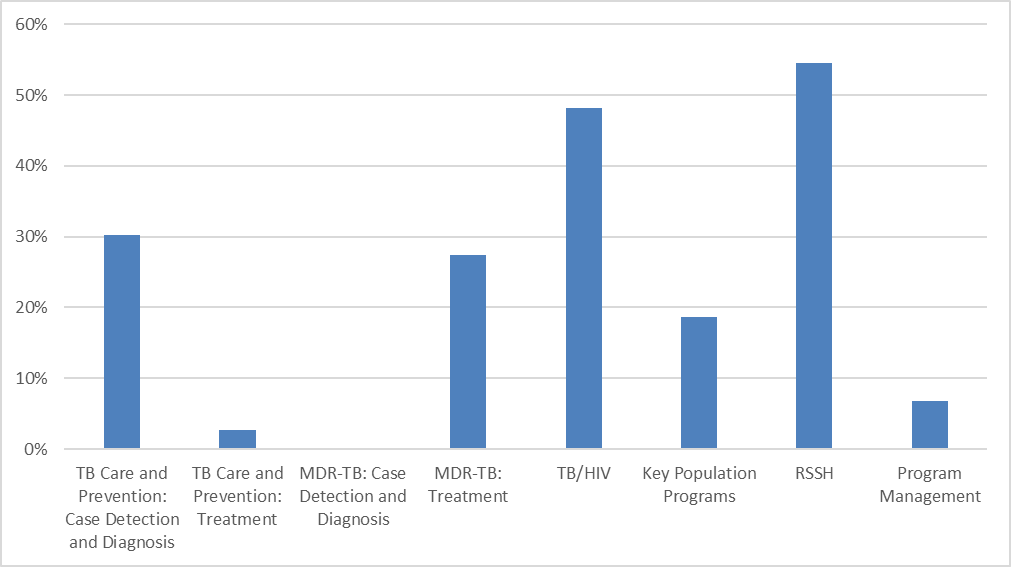 60%
50%
40%
30%
20%
10%
0%
TB Care and
Prevention:
Case Detection
and Diagnosis
TB Care and
Prevention:
Treatment
MDR-TB: Case
Detection and
Diagnosis
MDR-TB:
Treatment
TB/HIV
Key Population
Programs
RSSH
Program
Management